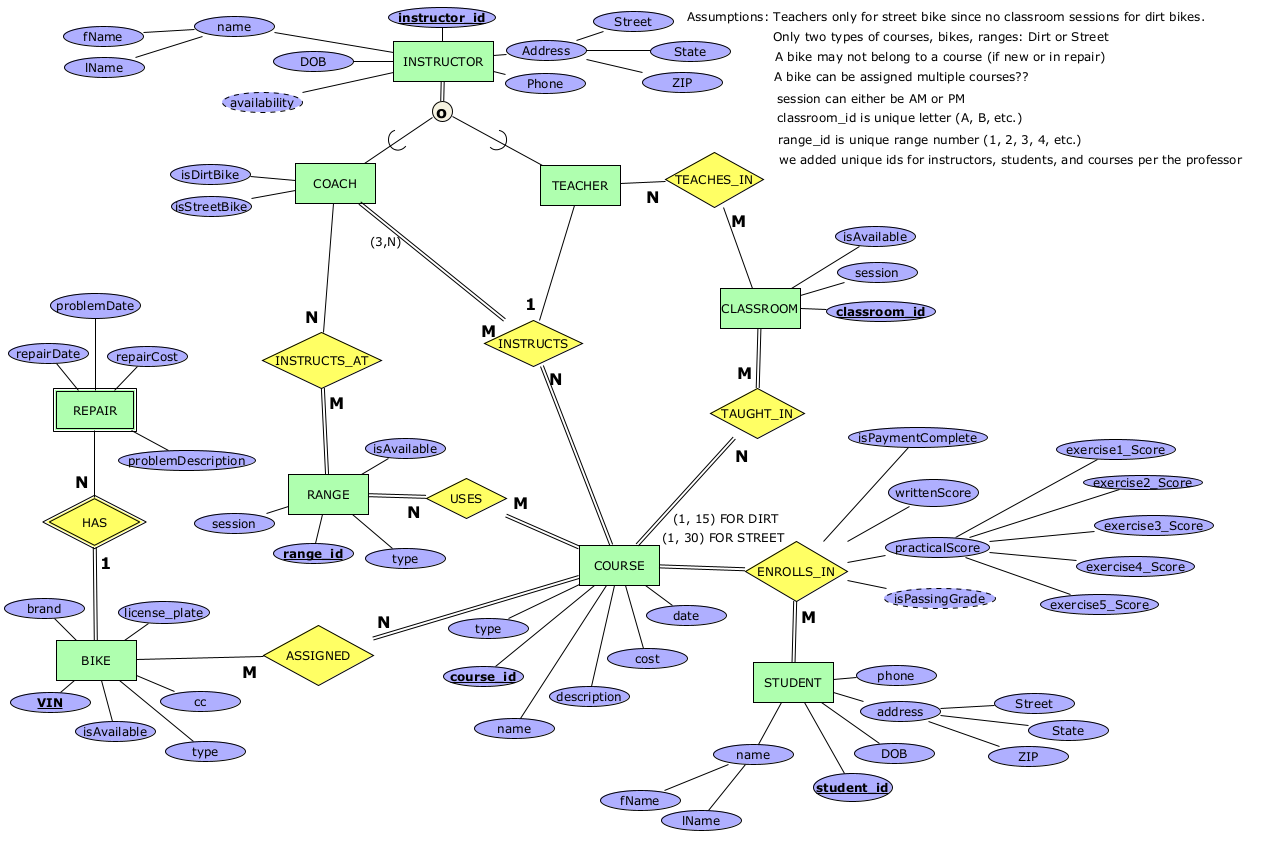 instructor_id
Assumptions: Teachers only for street bike since no classroom sessions for dirt bikes.
Only two types of courses, bikes, ranges: Dirt or Street
A bike may not belong to a course (if new or in repair)
A bike can be assigned multiple courses??
session can either be AM or PM
classroom_id is unique letter (A, B, etc.)
range_id is unique range number (1, 2, 3, 4, etc.)
we added unique ids for instructors, students, and courses per the professor
fName
name
lName
DOB
INSTRUCTOR
Address
Street
State
ZIP
Phone
availability
o
isDirtBike
isStreetBike
COACH
TEACHER
N
TEACHES_IN
M
(3,N)
isAvailable
session
CLASSROOM
classroom_id
problemDate
repairDate
repairCost
REPAIR
problemDescription
N
INSTRUCTS_AT
M
1
M
INSTRUCTS
N
M
TAUGHT_IN
N
isAvailable
RANGE
session
range_id
type
N
USES
M
(1, 15) FOR DIRT
(1, 30) FOR STREET
isPaymentComplete
writtenScore
practicalScore
isPassingGrade
exercise1_Score
exercise2_Score
exercise3_Score
exercise4_Score
exercise5_Score
N
HAS
1
COURSE
ENROLLS_IN
M
brand
license_plate
BIKE
VIN
isAvailable
type
cc
M
ASSIGNED
N
type
course_id
name
description
cost
date
STUDENT
phone
address
Street
State
ZIP
DOB
student_id
name
fName
lName